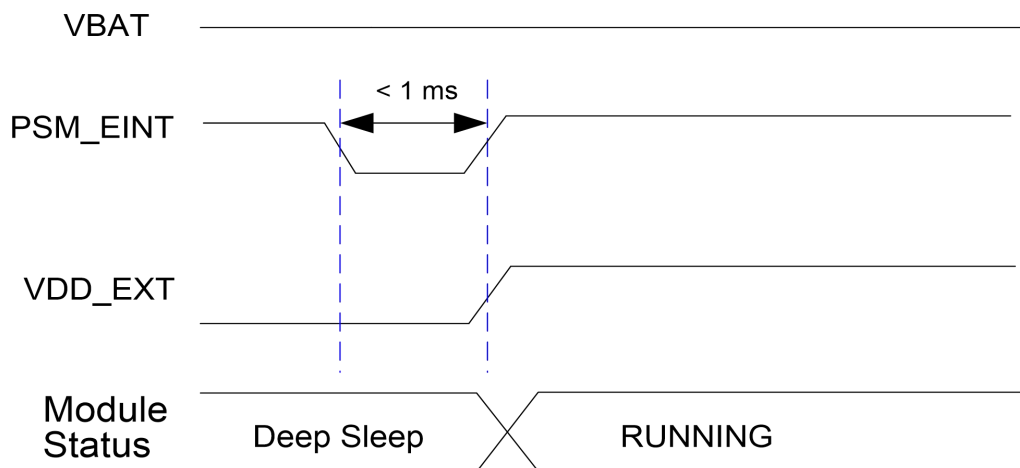 VBAT
< 1 ms
PSM_EINT
VDD_EXT
Module
Status
Deep Sleep
RUNNING